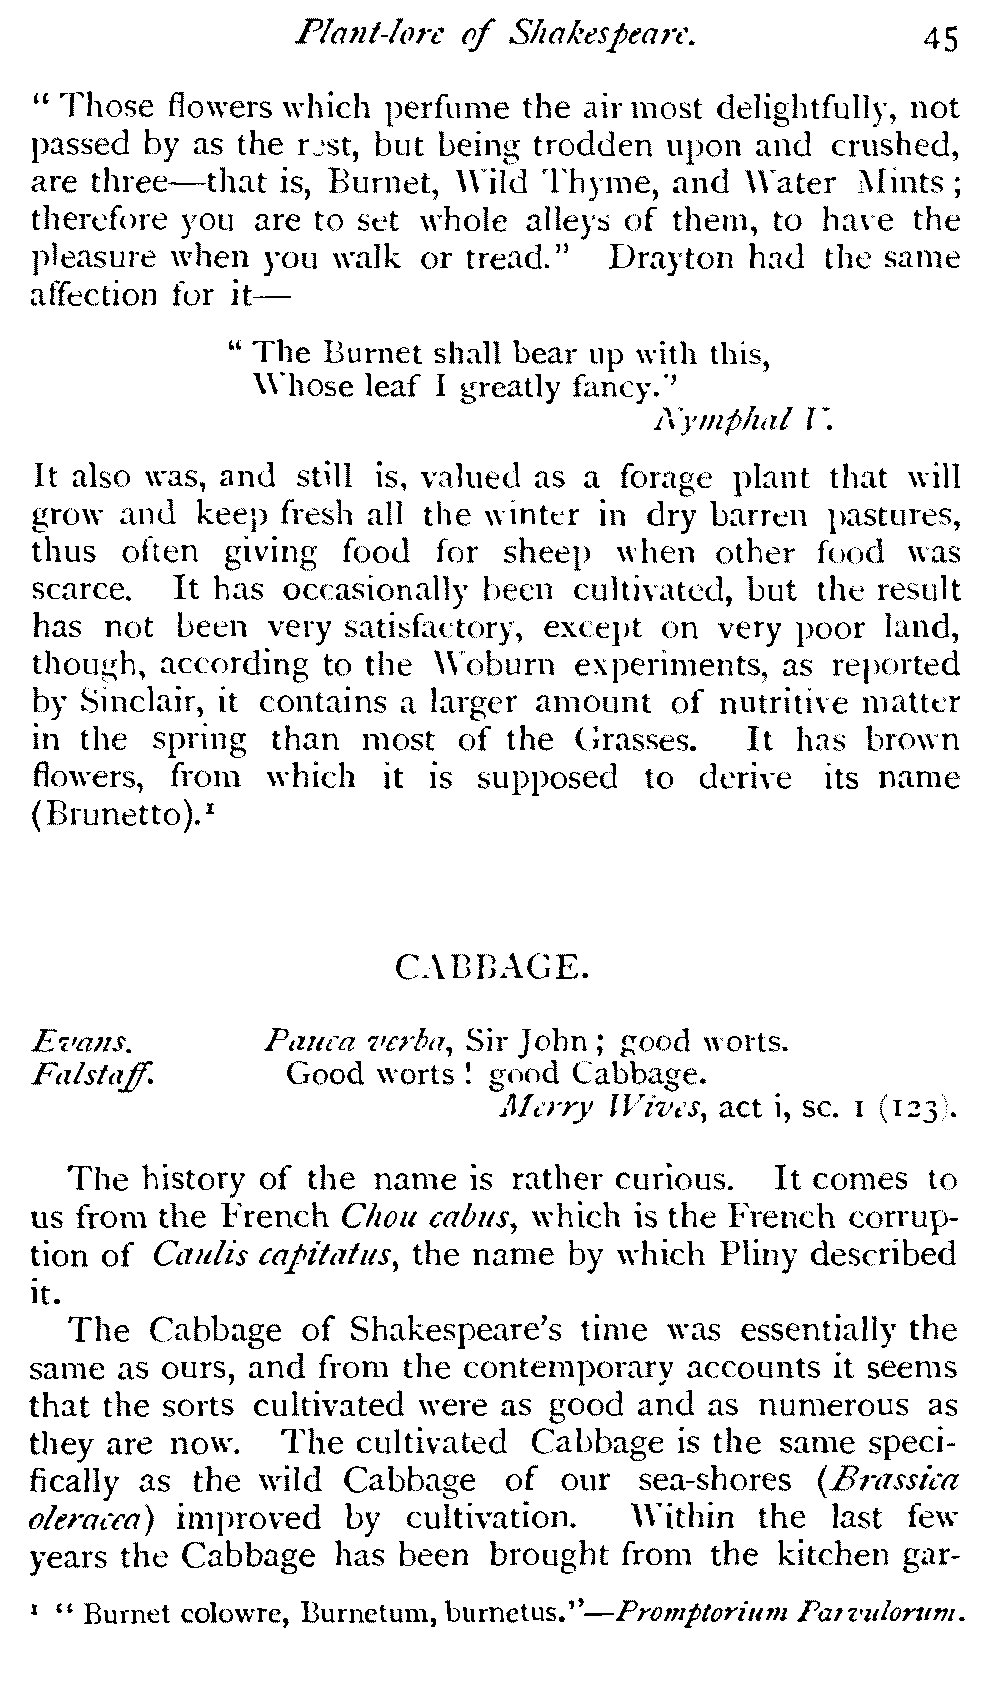 Plant-lore of Shakespeare. 45
“ Those flowers which perfume the air most delightfully, not
passed by as the rest, but being trodden upon and crushed,
are three—that is, Burnet, Wild Thyme, and Water Mints ;
therefore you are to set whole alleys of them, to have the
pleasure when you walk or tread.” Drayton had the same
affection for it—
“ The Burnet shall bear up with this,
Whose leaf I greatly fancy.”
Nymphal V.
It also was, and still is, valued as a forage plant that will
grow and keep fresh all the winter in dry barren pastures,
thus often giving food for sheep when other food was
scarce. It has occasionally been cultivated, but the result
has not been very satisfactory, except on very poor land,
though, according to the Woburn experiments, as reported
by Sinclair, it contains a larger amount of nutritive matter
in the spring than most of the Grasses. It has brown
flowers, from which it is supposed to derive its name
(Brunetto).¹
CABBAGE.
Evans. Pauca verba, Sir John ; good worts.
Falstaff. Good worts ! good Cabbage.
Merry Wives, act i, sc. 1 (123).
The history of the name is rather curious. It comes to
us from the French Chou cabus, which is the French corrup-
tion of Caulis capitatus, the name by which Pliny described
it.
The Cabbage of Shakespeare’s time was essentially the
same as ours, and from the contemporary accounts it seems
that the sorts cultivated were as good and as numerous as
they are now. The cultivated Cabbage is the same speci-
fically as the wild Cabbage of our sea-shores (Brassica
oleracea) improved by cultivation. Within the last few
years the Cabbage has been brought from the kitchen gar-
¹ “ Burnet colowre, Burnetum, burnetus.”—Promptorium Parvulorum.